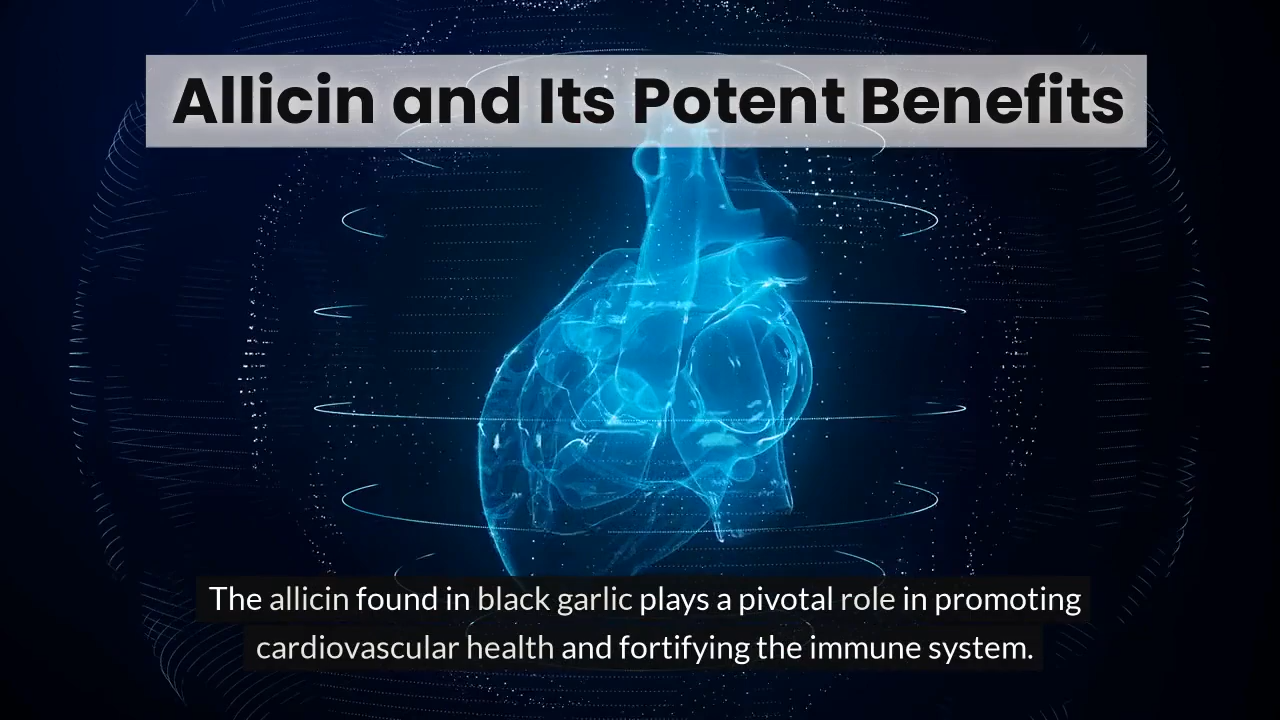 Allicin and Its Potent Benefits
The allicin found in black garlic plays a pivotal role in promoting
cardiovascular health and fortifying the immune system.